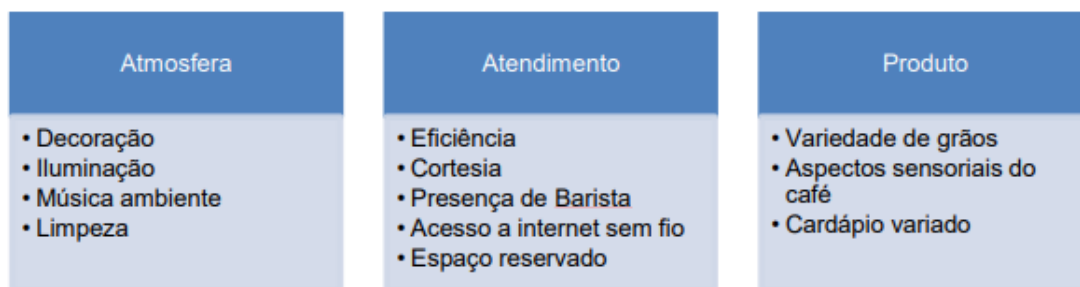 Atmosfera
• Decoração
• Iluminação
• Música ambiente
• Limpeza
Atendimento
• Eficiência
• Cortesia
• Presença de Barista
• Acesso a internet sem fio
• Espaço reservado
Produto
• Variedade de grãos
• Aspectos sensoriais do
café
• Cardápio variado